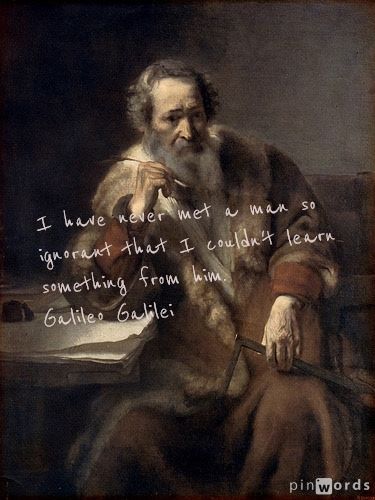 I have never met a man so
ignorant that I couldn't learn
something from him.
Galileo Galilei
pinwords